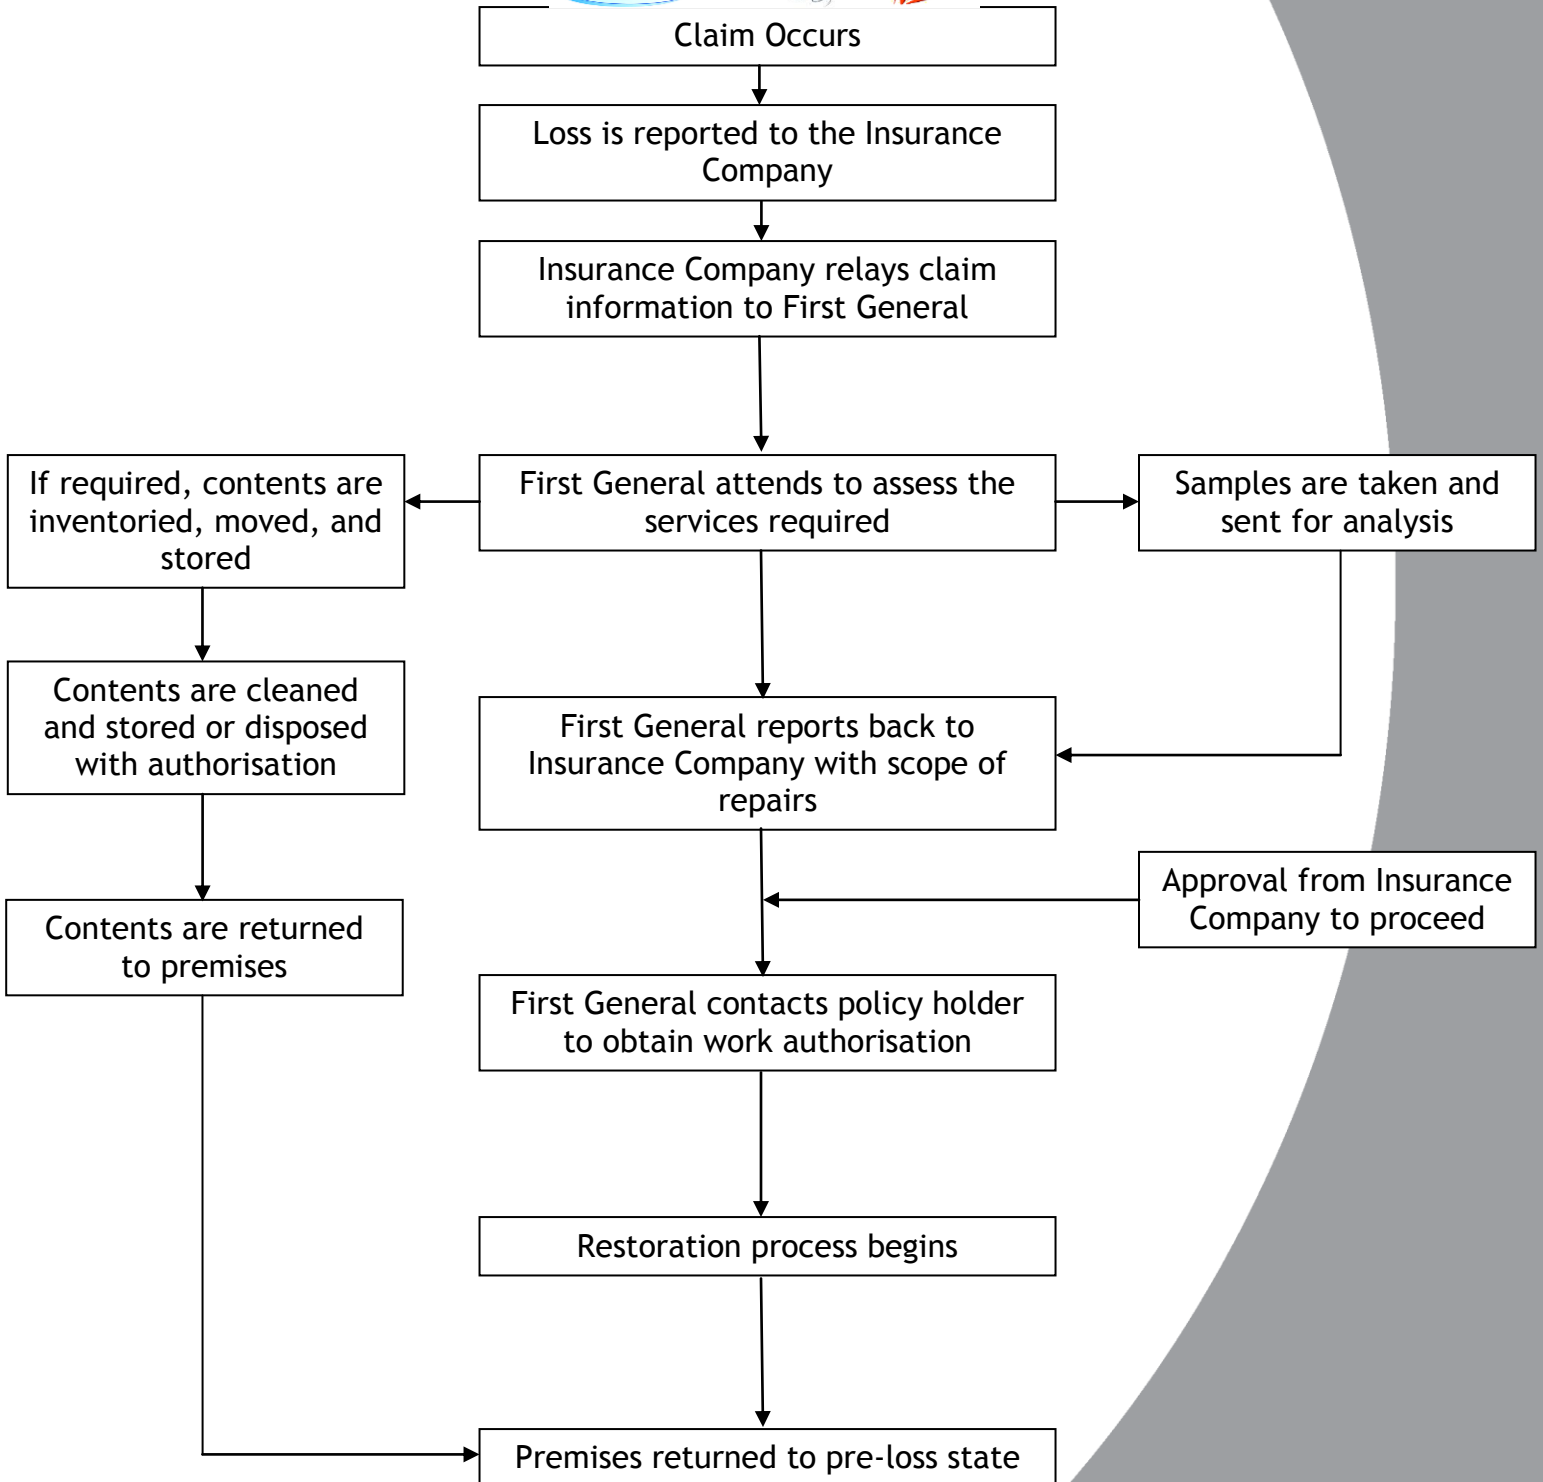 Claim Occurs
Loss is reported to the Insurance
Company
Insurance Company relays claim
information to First General
If required, contents are
inventoried, moved, and
stored
First General attends to assess the
services required
Samples are taken and
sent for analysis
Contents are cleaned
and stored or disposed
with authorisation
First General reports back to
Insurance Company with scope of
repairs
Approval from Insurance
Company to proceed
Contents are returned
to premises
First General contacts policy holder
to obtain work authorisation
Restoration process begins
Premises returned to pre-loss state